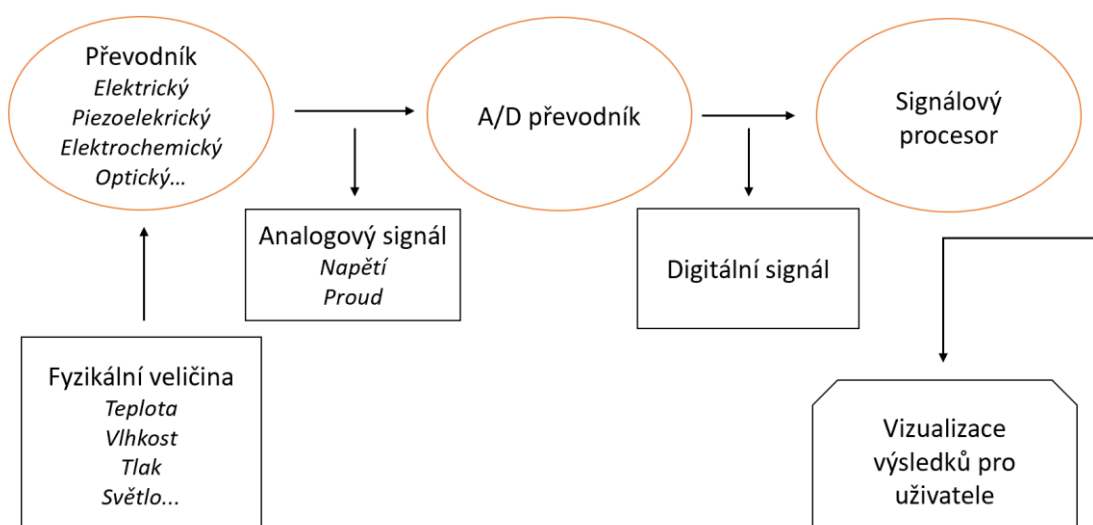 Převodník
Elektrický
Piezoelekrický
Elektrochemický
Optický...
A/D převodník
Signálový
procesor
Analogový signál
Napětí
Proud
Digitální signál
Fyzikální veličina
Teplota
Vlhkost
Tlak
Světlo...
Vizualizace
výsledků pro
uživatele